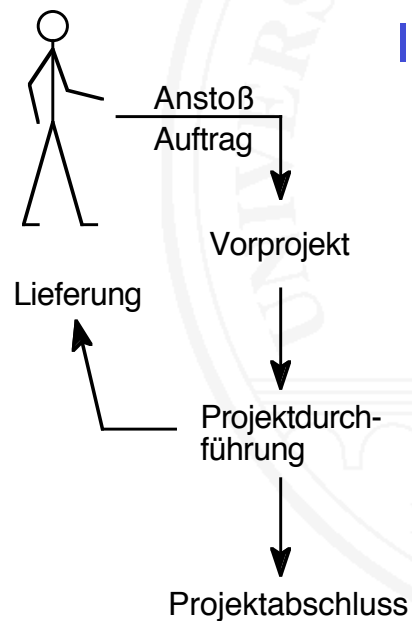 Anstoß
Auftrag
Vorprojekt
Lieferung
Projektdurch-
führung
Projektabschluss